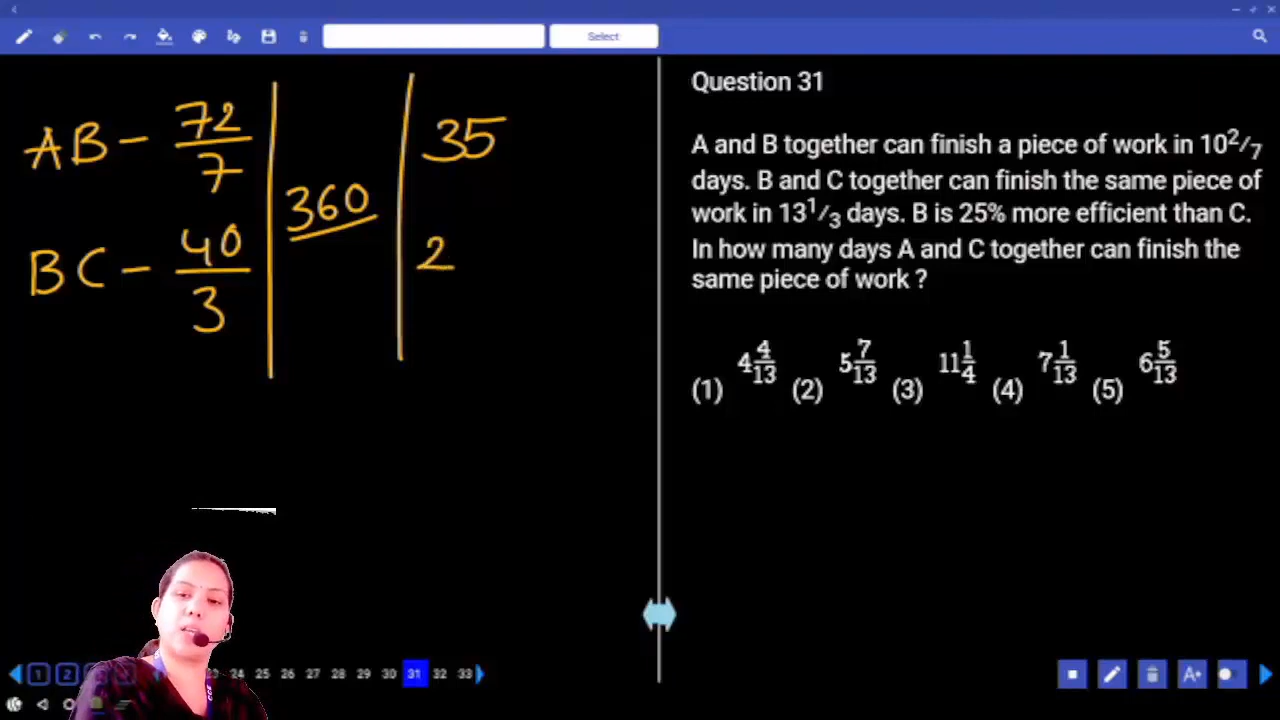 Select
AB - 72/7
360
35
BC - 40/3
2
Question 31
A and B together can finish a piece of work in 10 2/7
days. B and C together can finish the same piece of
work in 13 1/3 days. B is 25% more efficient than C.
In how many days A and C together can finish the
same piece of work ?
(1) 4 4/13 (2) 5 7/13 (3) 11 1/4 (4) 7 1/13 (5) 6 5/13
1 2 24 25 26 27 28 29 30 31 32 33
A+